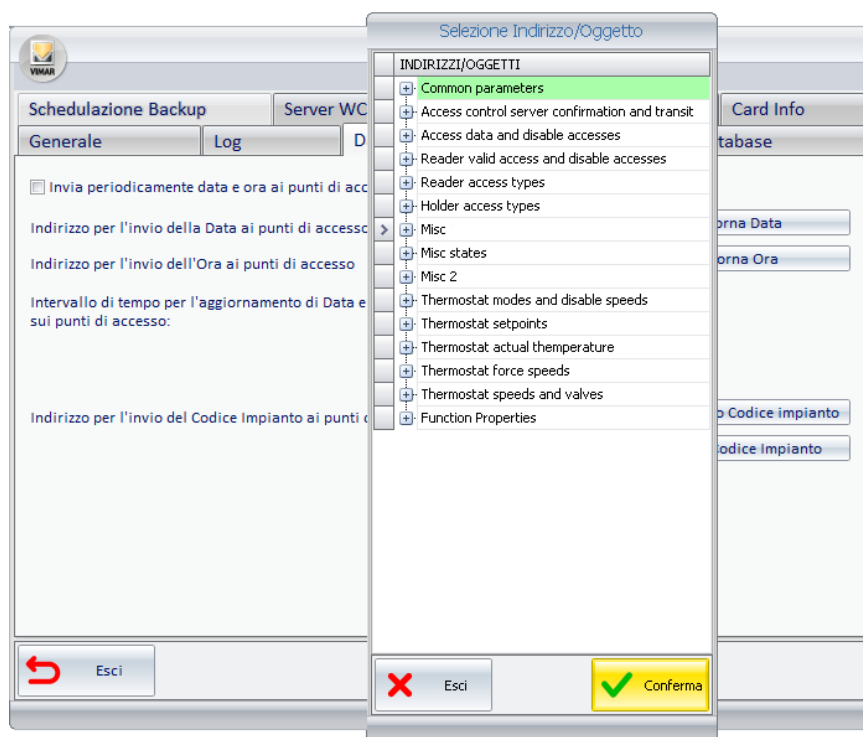 Selezione Indirizzo/Oggetto
VIMAR
INDIRIZZI/OGGETTI
Common parameters
Access control server confirmation and transit
Access data and disable accesses
Reader valid access and disable accesses
Reader access types
Holder access types
Misc
Misc states
Misc 2
Thermostat modes and disable speeds
Thermostat setpoints
Thermostat actual themperature
Thermostat force speeds
Thermostat speeds and valves
Function Properties
Esci
Conferma
Schedulazione Backup
Server WC
Card Info
Generale
Log
D
tabase
Invia periodicamente data e ora ai punti di acc
Indirizzo per l'invio della Data ai punti di accesso
orna Data
Indirizzo per l'invio dell'Ora ai punti di accesso
orna Ora
Intervallo di tempo per l'aggiornamento di Data e
sui punti di accesso:
Indirizzo per l'invio del Codice Impianto ai punti
o Codice impianto
Codice Impianto
Esci